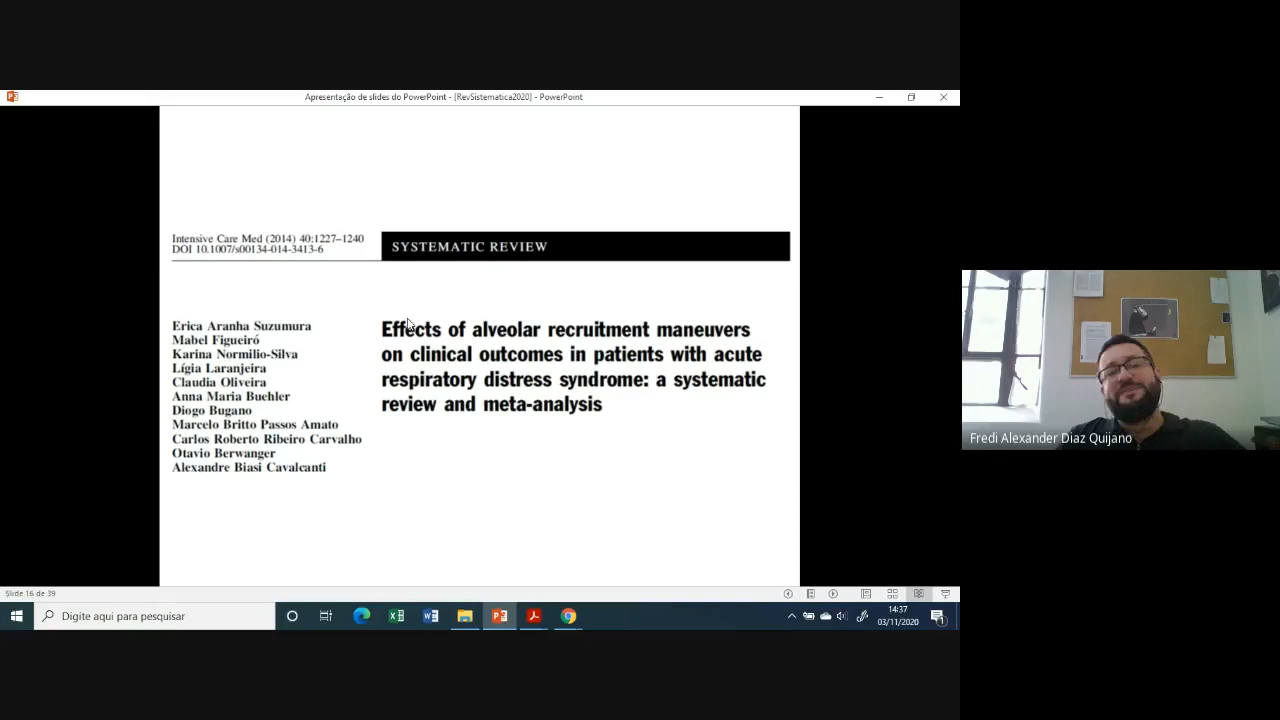 Apresentação de slides do PowerPoint - [RevSistematica2020] - PowerPoint
Intensive Care Med (2014) 40:1227–1240
DOI 10.1007/s00134-014-3413-6
SYSTEMATIC REVIEW
Erica Aranha Suzumura
Mabel Figueiró
Karina Normilio-Silva
Lígia Laranjeira
Claudia Oliveira
Anna Maria Buehler
Diogo Bugano
Marcelo Britto Passos Amato
Carlos Roberto Ribeiro Carvalho
Otavio Berwanger
Alexandre Biasi Cavalcanti
Effects of alveolar recruitment maneuvers
on clinical outcomes in patients with acute
respiratory distress syndrome: a systematic
review and meta-analysis
Fredi Alexander Diaz Quijano
Slide 16 de 39
Digite aqui para pesquisar
14:37
03/11/2020
1